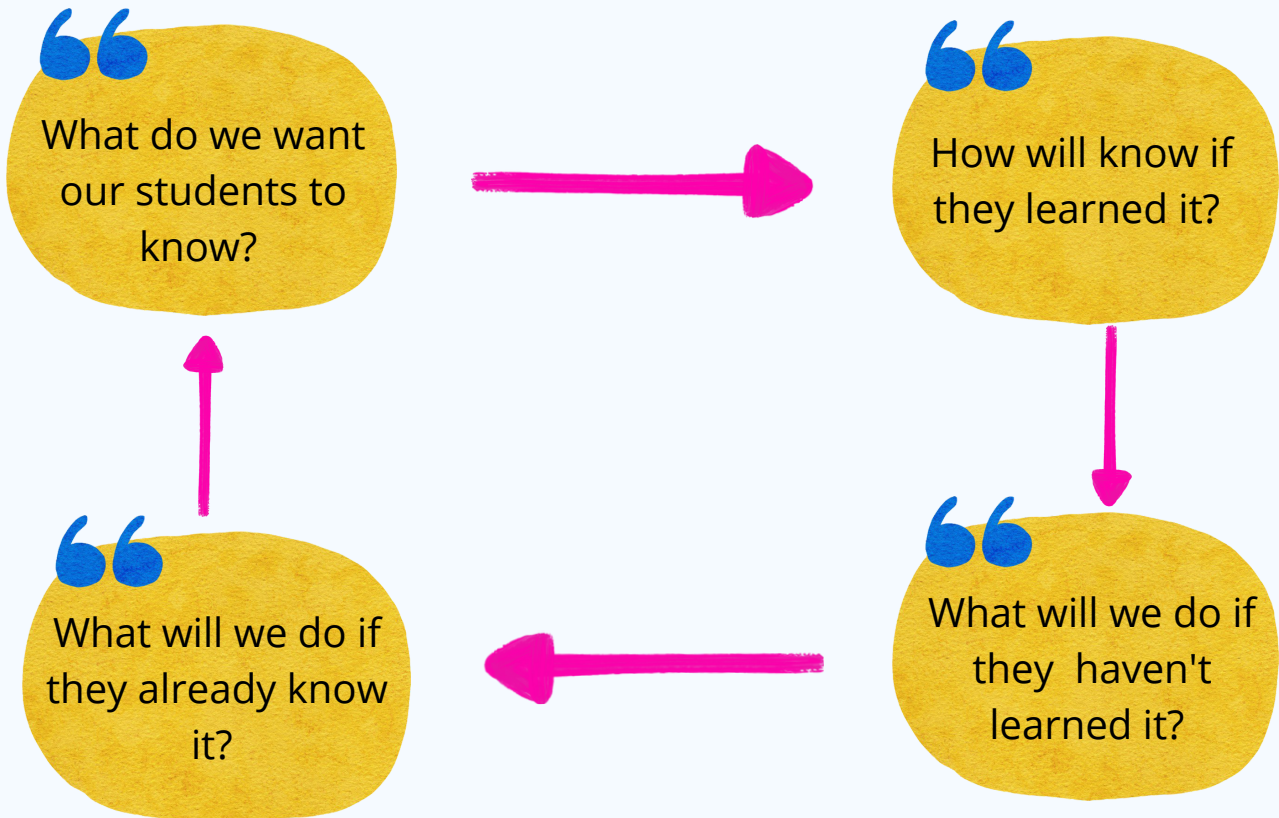 What do we want
our students to
know?
How will know if
they learned it?
What will we do if
they  haven't
learned it?
What will we do if
they already know
it?